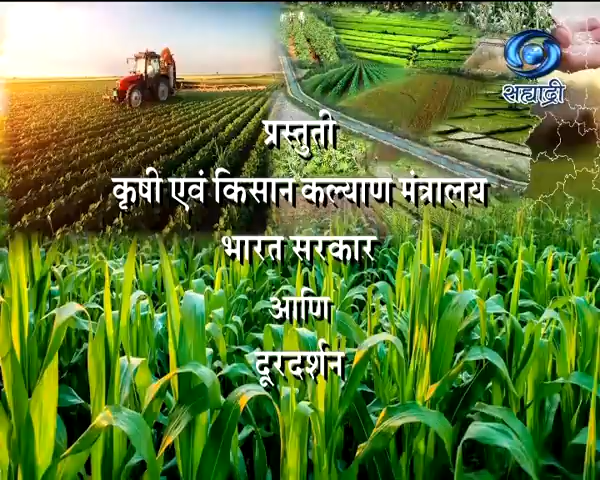 सह्याद्री
प्रस्तुती
कृषी एवं किसान कल्याण मंत्रालय
भारत सरकार
आणि
दूरदर्शन